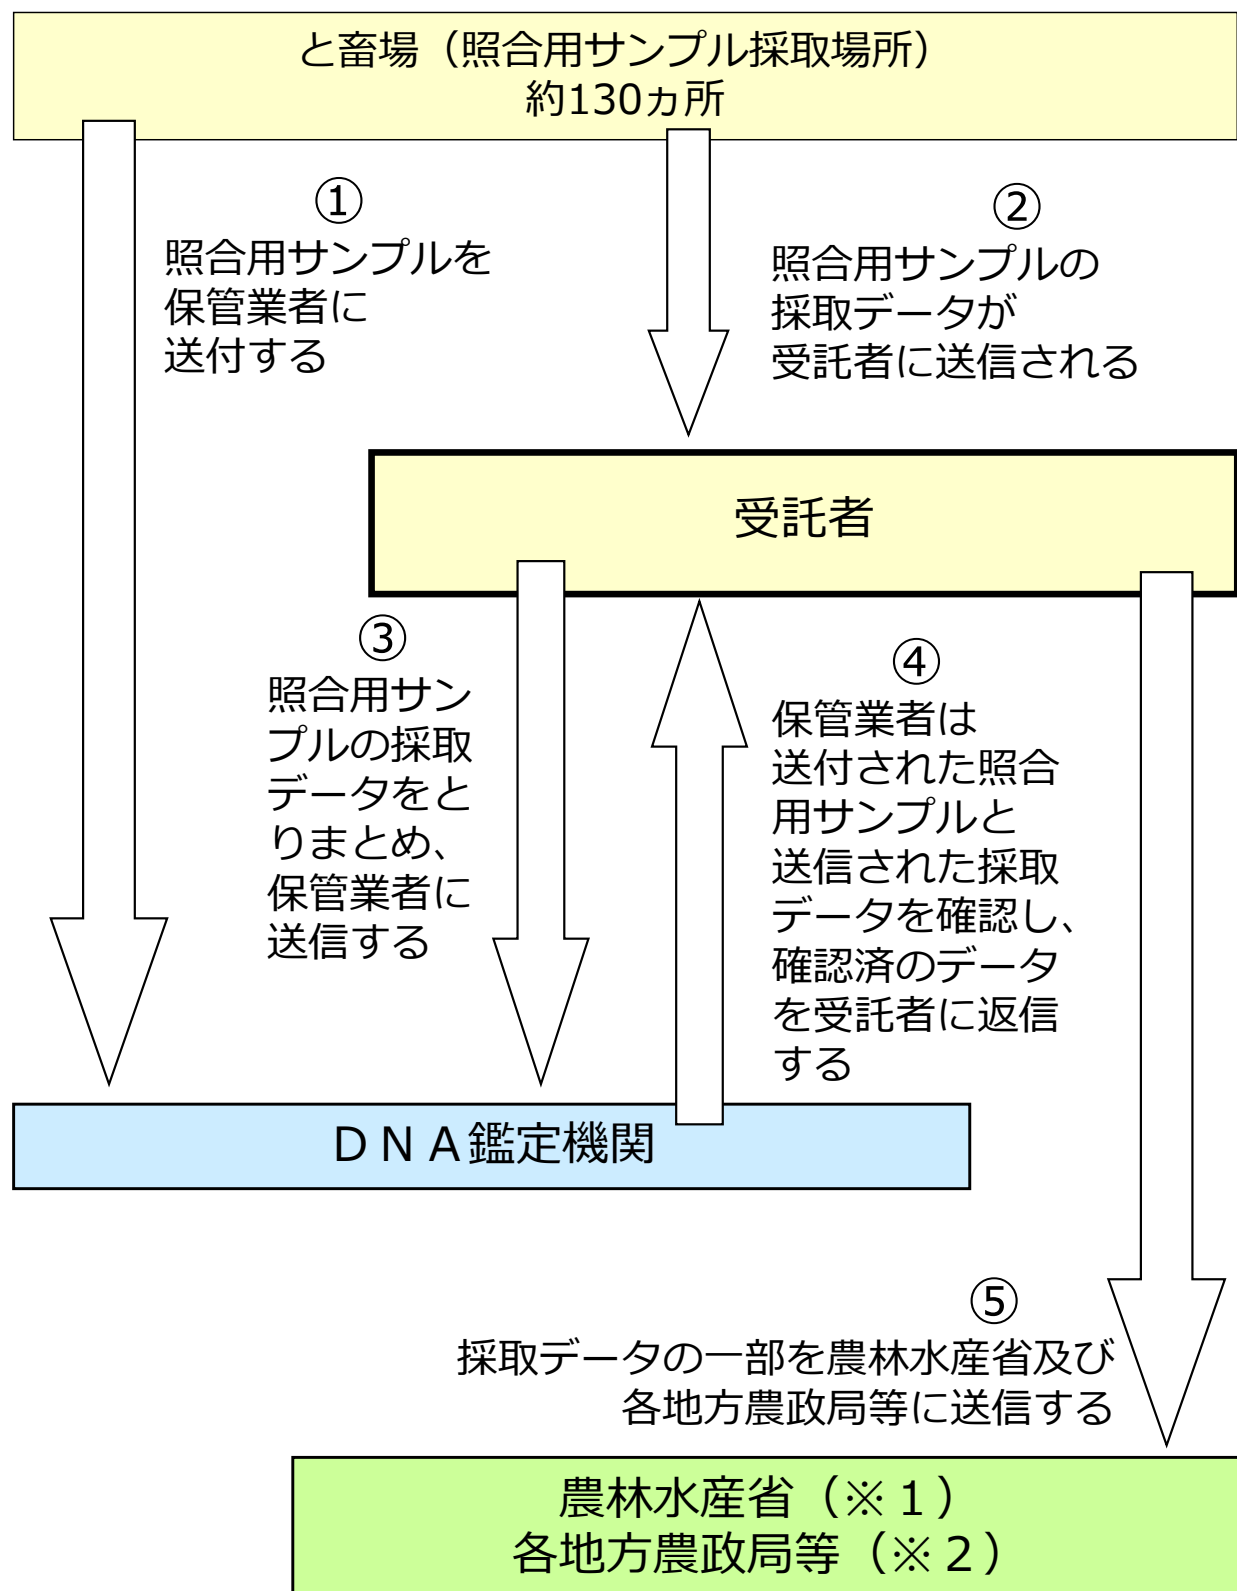 と畜場（照合用サンプル採取場所）
約130ヵ所
①
照合用サンプルを
保管業者に
送付する
②
照合用サンプルの
採取データが
受託者に送信される
受託者
③
照合用サン
プルの採取
データをと
りまとめ、
保管業者に
送信する
④
保管業者は
送付された照合
用サンプルと
送信された採取
データを確認し、
確認済のデータ
を受託者に返信
する
ＤＮＡ鑑定機関
⑤
採取データの一部を農林水産省及び
各地方農政局等に送信する
農林水産省（※１）
各地方農政局等（※２）